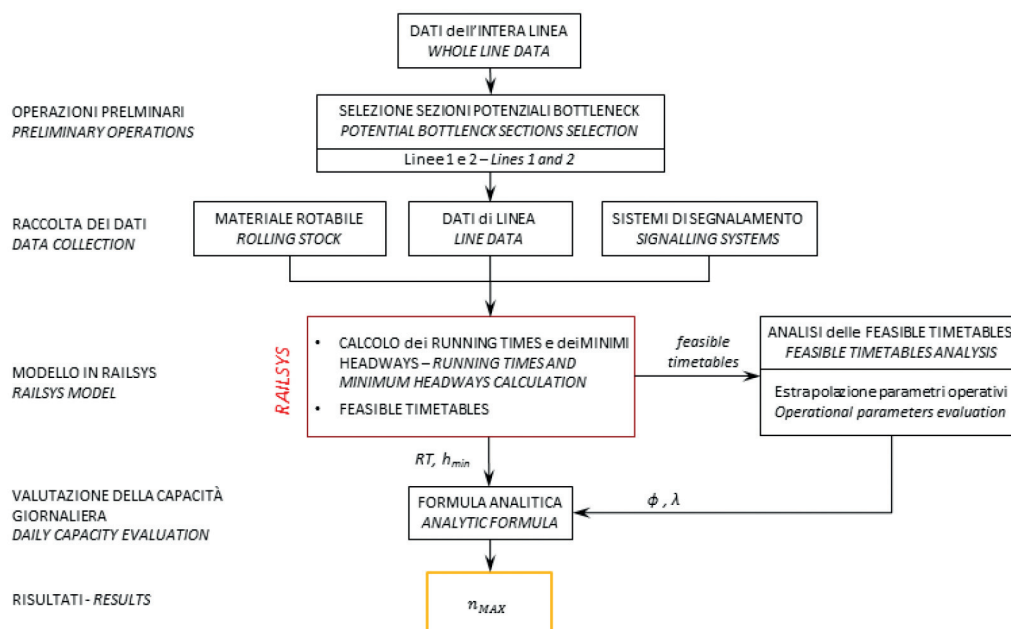 DATI dell'INTERA LINEA
WHOLE LINE DATA
OPERAZIONI PRELMINARI
PRELIMINARY OPERATIONS
SELEZIONE SEZIONI POTENZIALI BOTTLENECK
POTENTIAL BOTTLENCK SECTIONS SELECTION
Linee 1 e 2 – Lines 1 and 2
RACCOLTA DEI DATI
DATA COLLECTION
MATERIALE ROTABILE
ROLLING STOCK
DATI di LINEA
LINE DATA
SISTEMI DI SEGNALAMENTO
SIGNALLING SYSTEMS
MODELLO IN RAILSYS
RAILSYS MODEL
RAILSYS
• CALCOLO dei RUNNING TIMES e dei MINIMI
HEADWAYS – RUNNING TIMES AND
MINIMUM HEADWAYS CALCULATION
• FEASIBLE TIMETABLES
feasible
timetables
ANALISI delle FEASIBLE TIMETABLES
FEASIBLE TIMETABLES ANALYSIS
Estrapolazione parametri operativi
Operational parameters evaluation
RT, hmin
ϕ , λ
VALUTAZIONE DELLA CAPACITÀ
GIORNALIERA
DAILY CAPACITY EVALUATION
FORMULA ANALITICA
ANALYTIC FORMULA
RISULTATI - RESULTS
nMAX